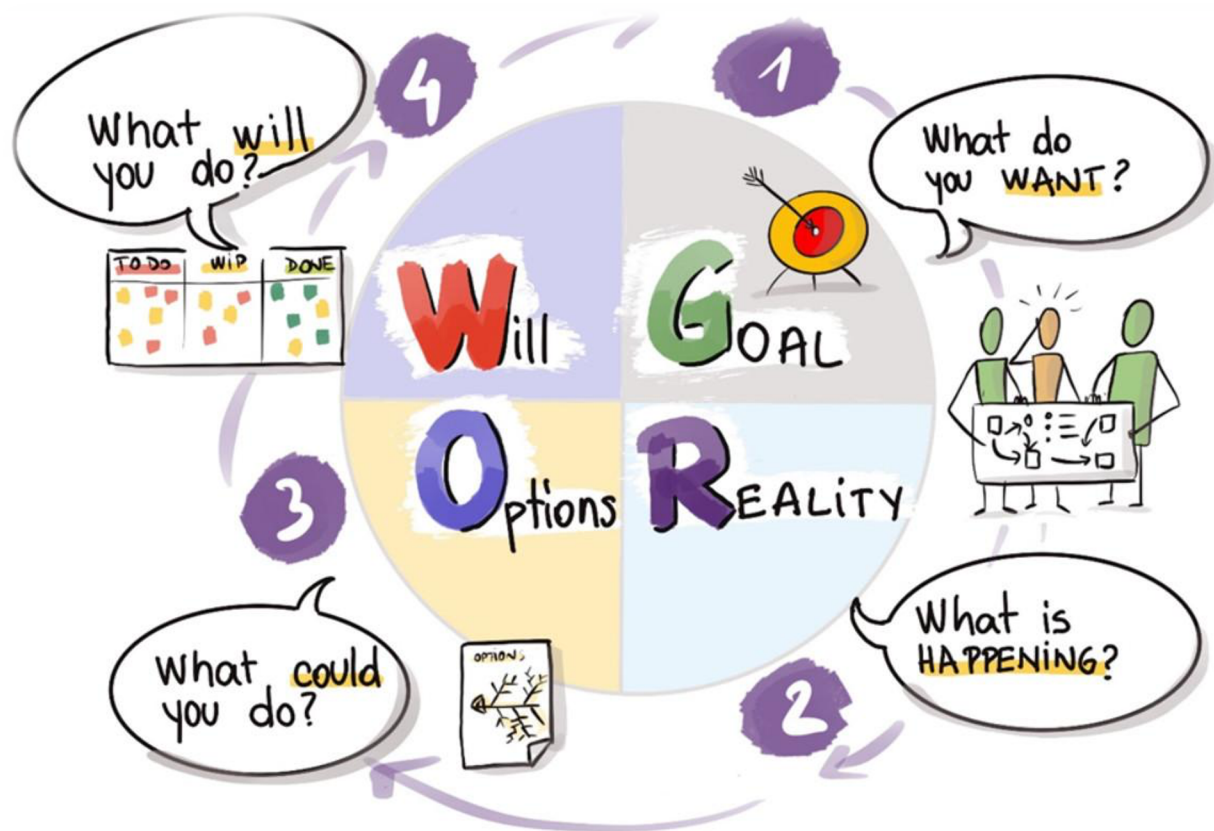 1
What do
you WANT?
GOAL
REALITY
What is
HAPPENING?
2
3
Options
What could
you do?
OPTIONS
4
What will
you do?
TO DO WIP DONE
Will